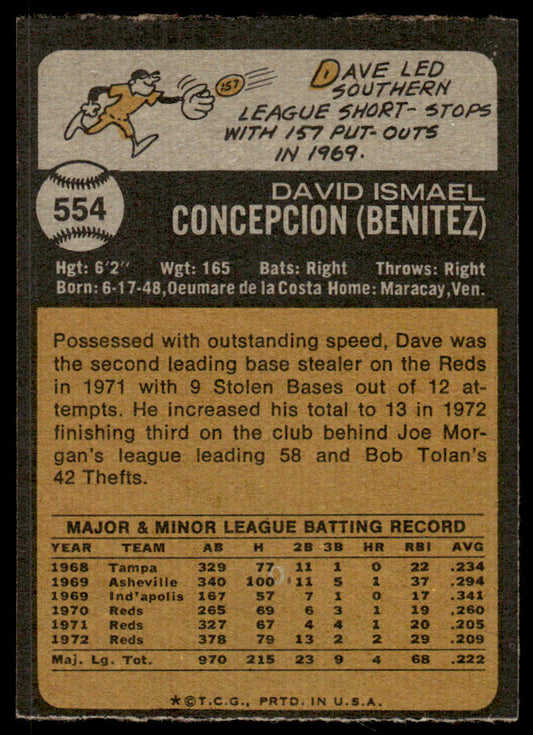 157
DAVE LED
SOUTHERN
LEAGUE SHORT-STOPS
WITH 157 PUT-OUTS
IN 1969.
554
DAVID ISMAEL
CONCEPCION (BENITEZ)
Hgt: 6'2" Wgt: 165 Bats: Right Throws: Right
Born: 6-17-48, Oeumare de la Costa Home: Maracay, Ven.
Possessed with outstanding speed, Dave was
the second leading base stealer on the Reds
in 1971 with 9 Stolen Bases out of 12 at-
tempts. He increased his total to 13 in 1972
finishing third on the club behind Joe Mor-
gan's league leading 58 and Bob Tolan's
42 Thefts.
MAJOR & MINOR LEAGUE BATTING RECORD
YEAR TEAM AB H 2B 3B HR RBI AVG
1968 Tampa 329 77 11 1 0 22 .234
1969 Asheville 340 100 11 5 1 37 .294
1969 Ind'apolis 167 57 7 1 0 17 .341
1970 Reds 265 69 6 3 1 19 .260
1971 Reds 327 67 4 4 1 20 .205
1972 Reds 378 79 13 2 2 29 .209
Maj. Lg. Tot. 970 215 23 9 4 68 .222
*©T.C.G., PRTD. IN U.S.A.